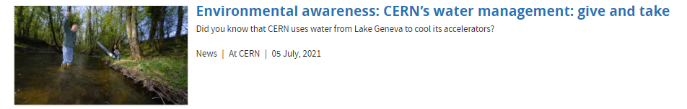 Environmental awareness: CERN’s water management: give and take
Did you know that CERN uses water from Lake Geneva to cool its accelerators?
News | At CERN | 05 July, 2021